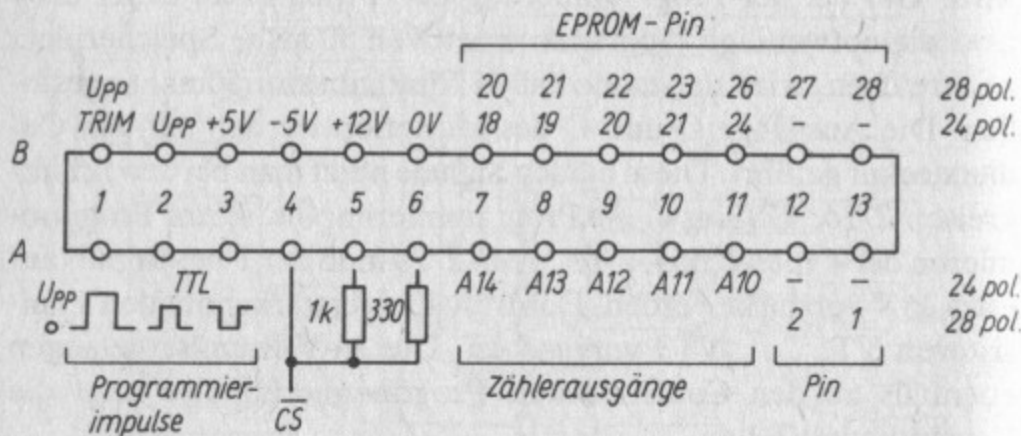 EPROM-Pin
20 21 22 23 26 27 28 28 pol.
UPP
TRIM UPP +5V -5V +12V 0V 18 19 20 21 24 - - 24 pol.
B
1 2 3 4 5 6 7 8 9 10 11 12 13
A
A14 A13 A12 A11 A10 - - 24 pol.
UPP TTL 1k 330 2 1 28 pol.
Programmier-
impulse
CS
Zählerausgänge
Pin